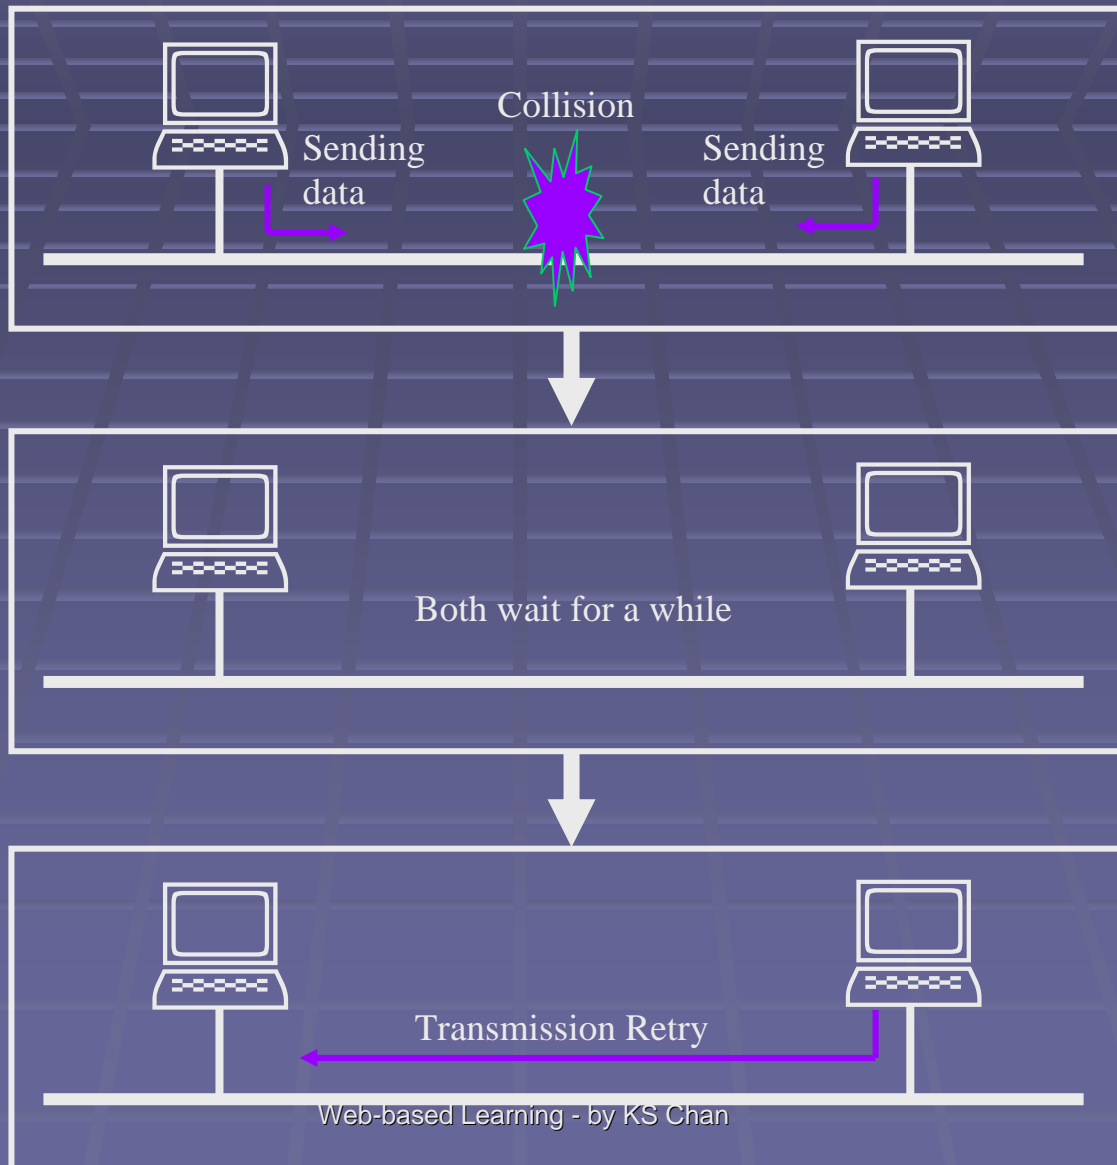 Collision
Sending
data
Sending
data
Both wait for a while
Transmission Retry
Web-based Learning - by KS Chan